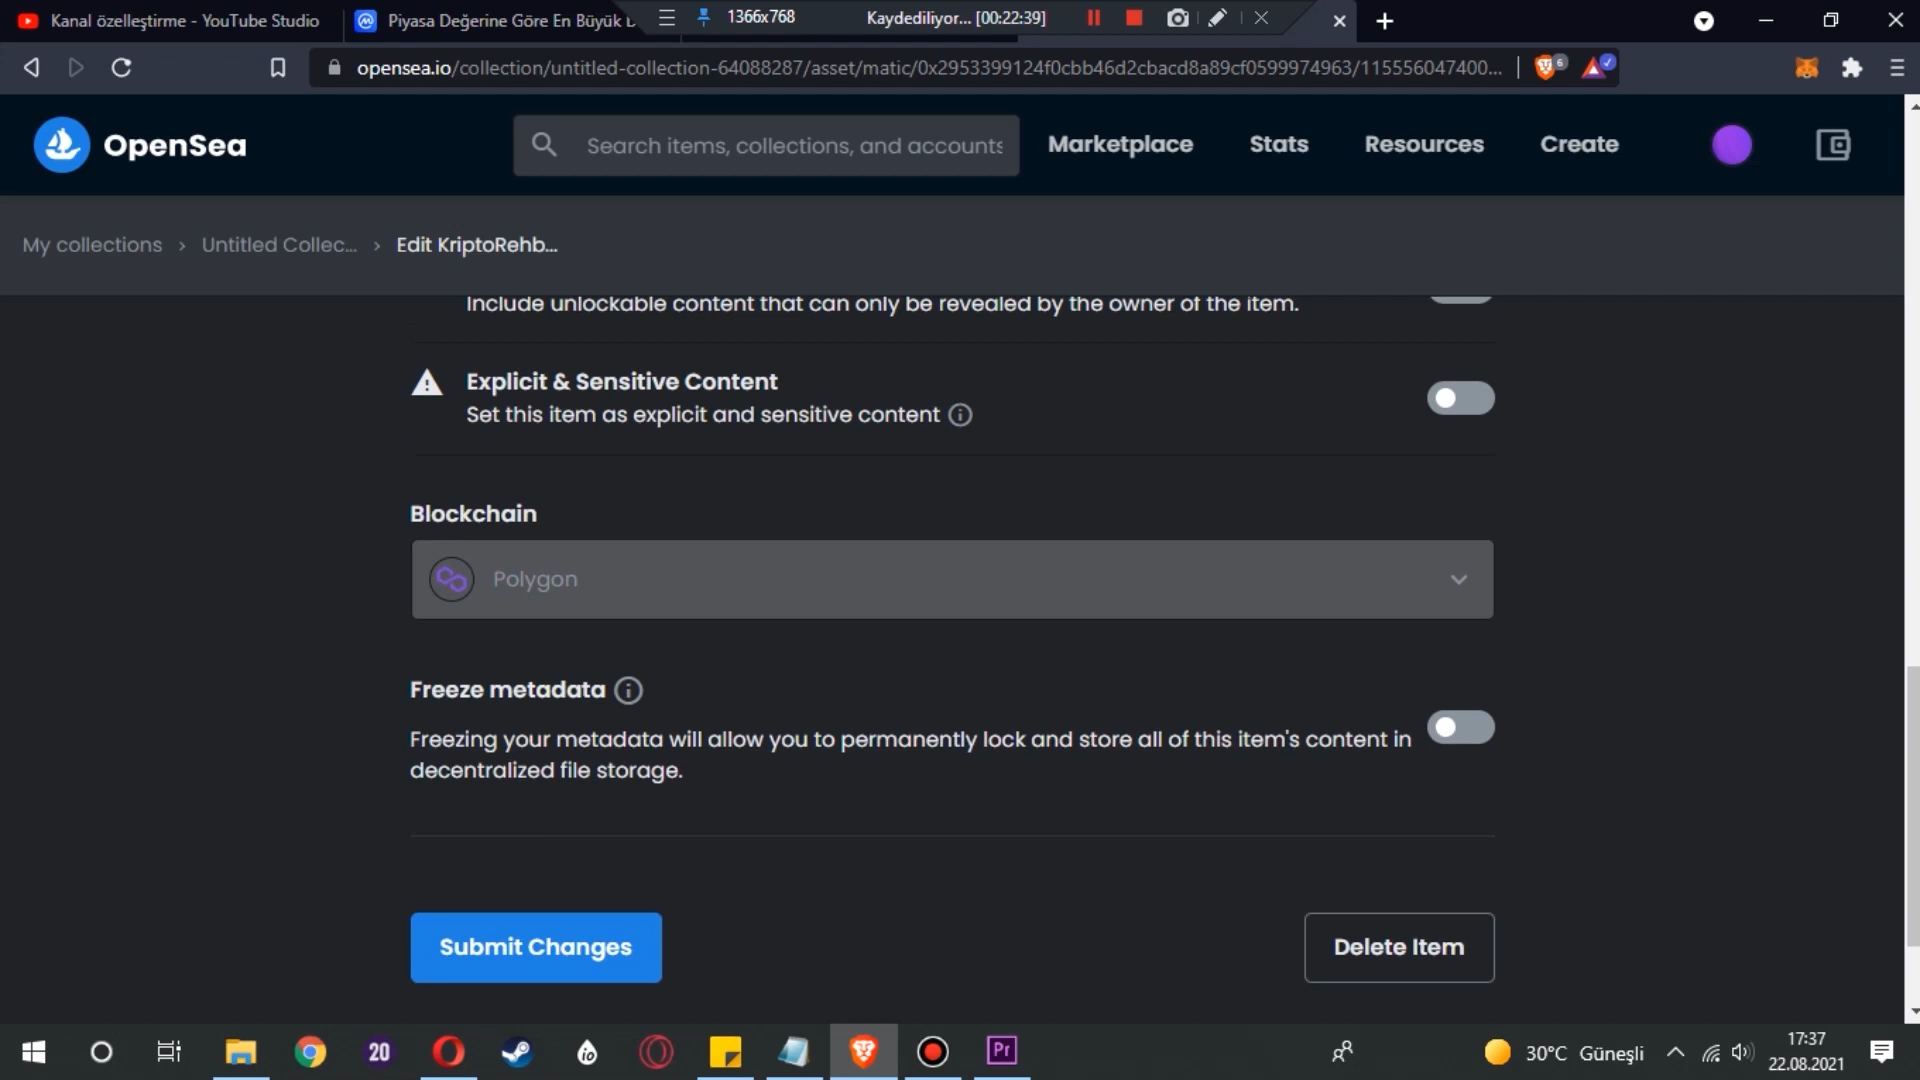 Kanal özelleştirme - YouTube Studio
Piyasa Değerine Göre En Büyük
1366x768
Kaydediliyor... [00:22:39]
opensea.io/collection/untitled-collection-64088287/asset/matic/0x2953399124f0cbb46d2cbacd8a89cf0599974963/115556047400...
6
OpenSea
Search items, collections, and accounts
Marketplace
Stats
Resources
Create
My collections
Untitled Collec...
Edit KriptoRehb...
Include unlockable content that can only be revealed by the owner of the item.
Explicit & Sensitive Content
Set this item as explicit and sensitive content
Blockchain
Polygon
Freeze metadata
Freezing your metadata will allow you to permanently lock and store all of this item's content in
decentralized file storage.
Submit Changes
Delete Item
20
io
Pr
30°C Güneşli
17:37
22.08.2021